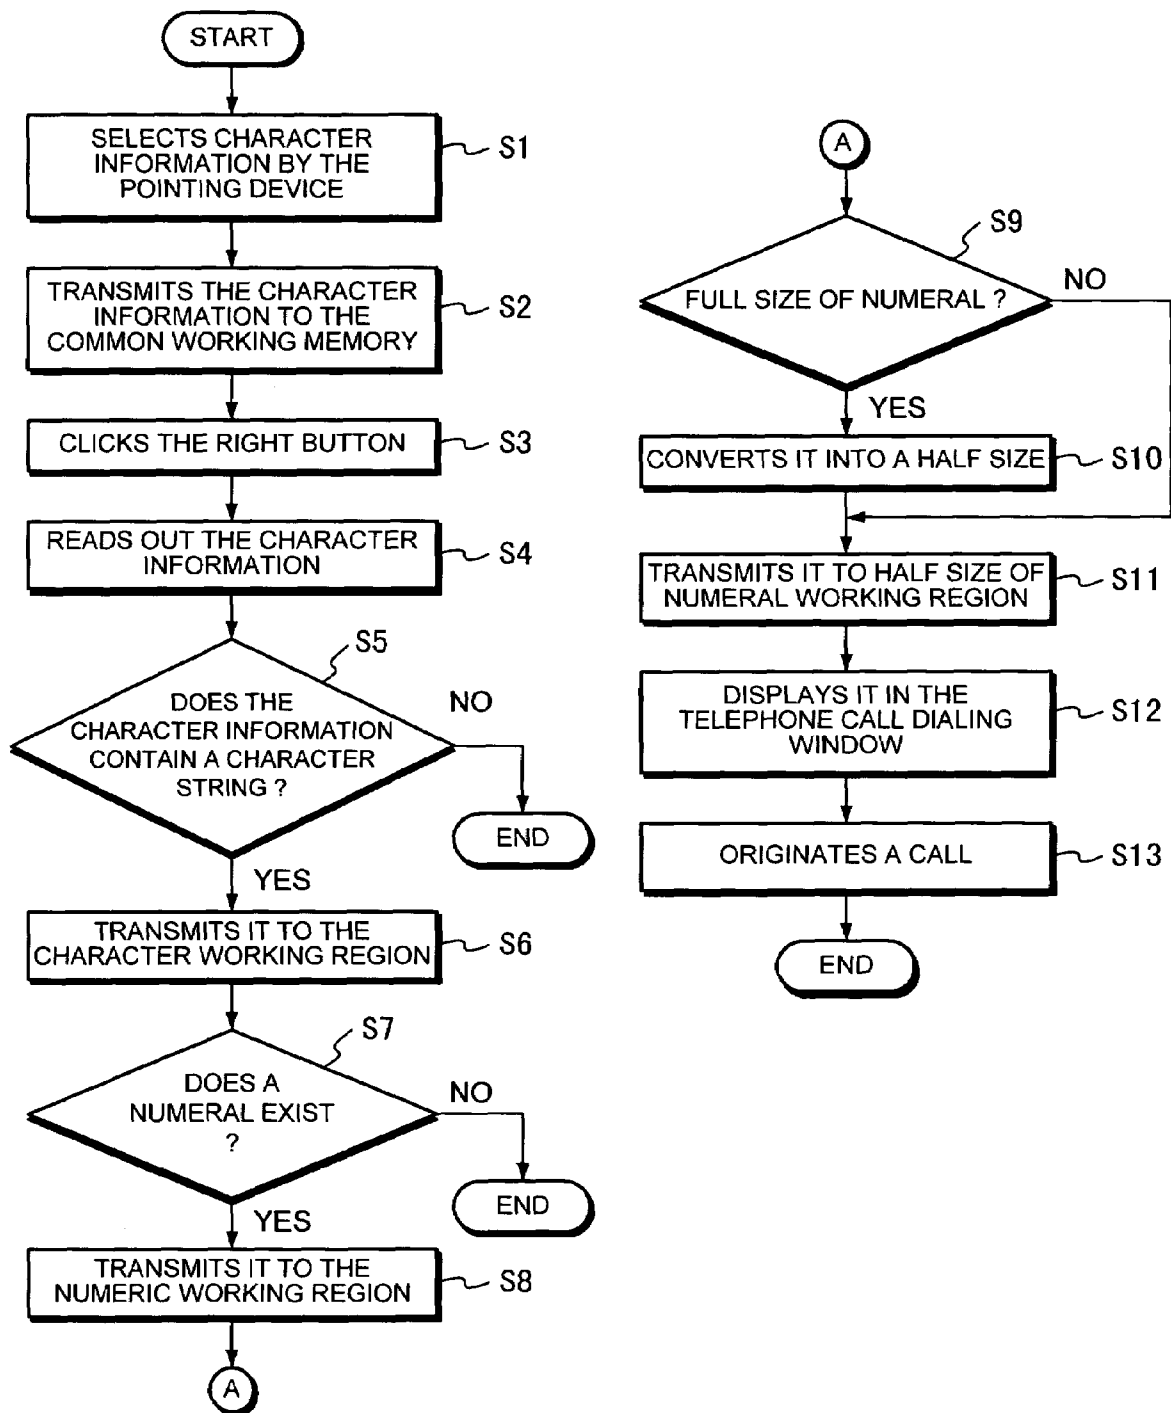 START
SELECTS CHARACTER
INFORMATION BY THE
POINTING DEVICE
S1
TRANSMITS THE CHARACTER
INFORMATION TO THE
COMMON WORKING MEMORY
S2
CLICKS THE RIGHT BUTTON
S3
READS OUT THE CHARACTER
INFORMATION
S4
S5
DOES THE
CHARACTER INFORMATION
CONTAIN A CHARACTER
STRING ?
NO
END
YES
TRANSMITS IT TO THE
CHARACTER WORKING REGION
S6
S7
DOES A
NUMERAL EXIST
?
NO
END
YES
TRANSMITS IT TO THE
NUMERIC WORKING REGION
S8
A
A
S9
FULL SIZE OF NUMERAL ?
NO
YES
CONVERTS IT INTO A HALF SIZE
S10
TRANSMITS IT TO HALF SIZE OF
NUMERAL WORKING REGION
S11
DISPLAYS IT IN THE
TELEPHONE CALL DIALING
WINDOW
S12
ORIGINATES A CALL
S13
END